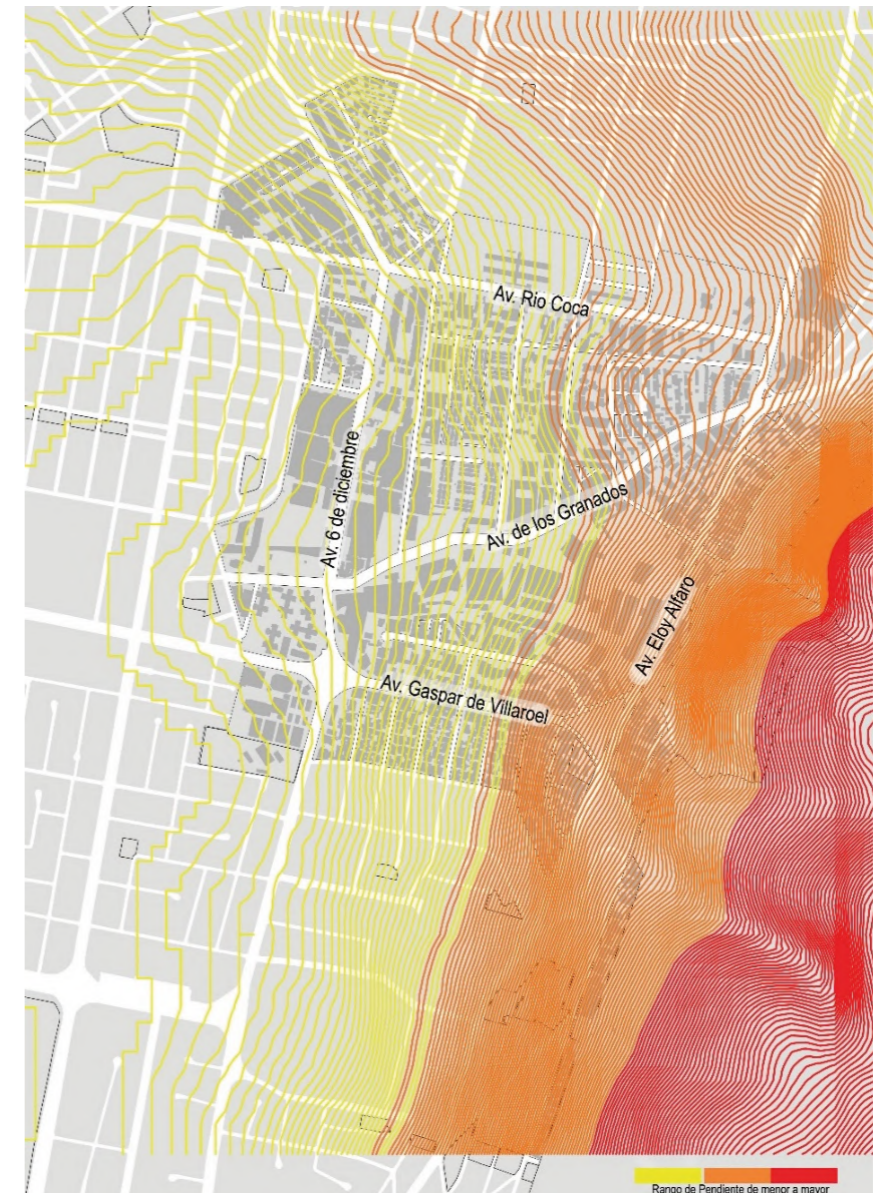 Av. Rio Coca
Av. 6 de diciembre
Av. de los Granados
Av. Eloy Alfaro
Av. Gaspar de Villaroel
Rango de Pendiente de menor a mayor